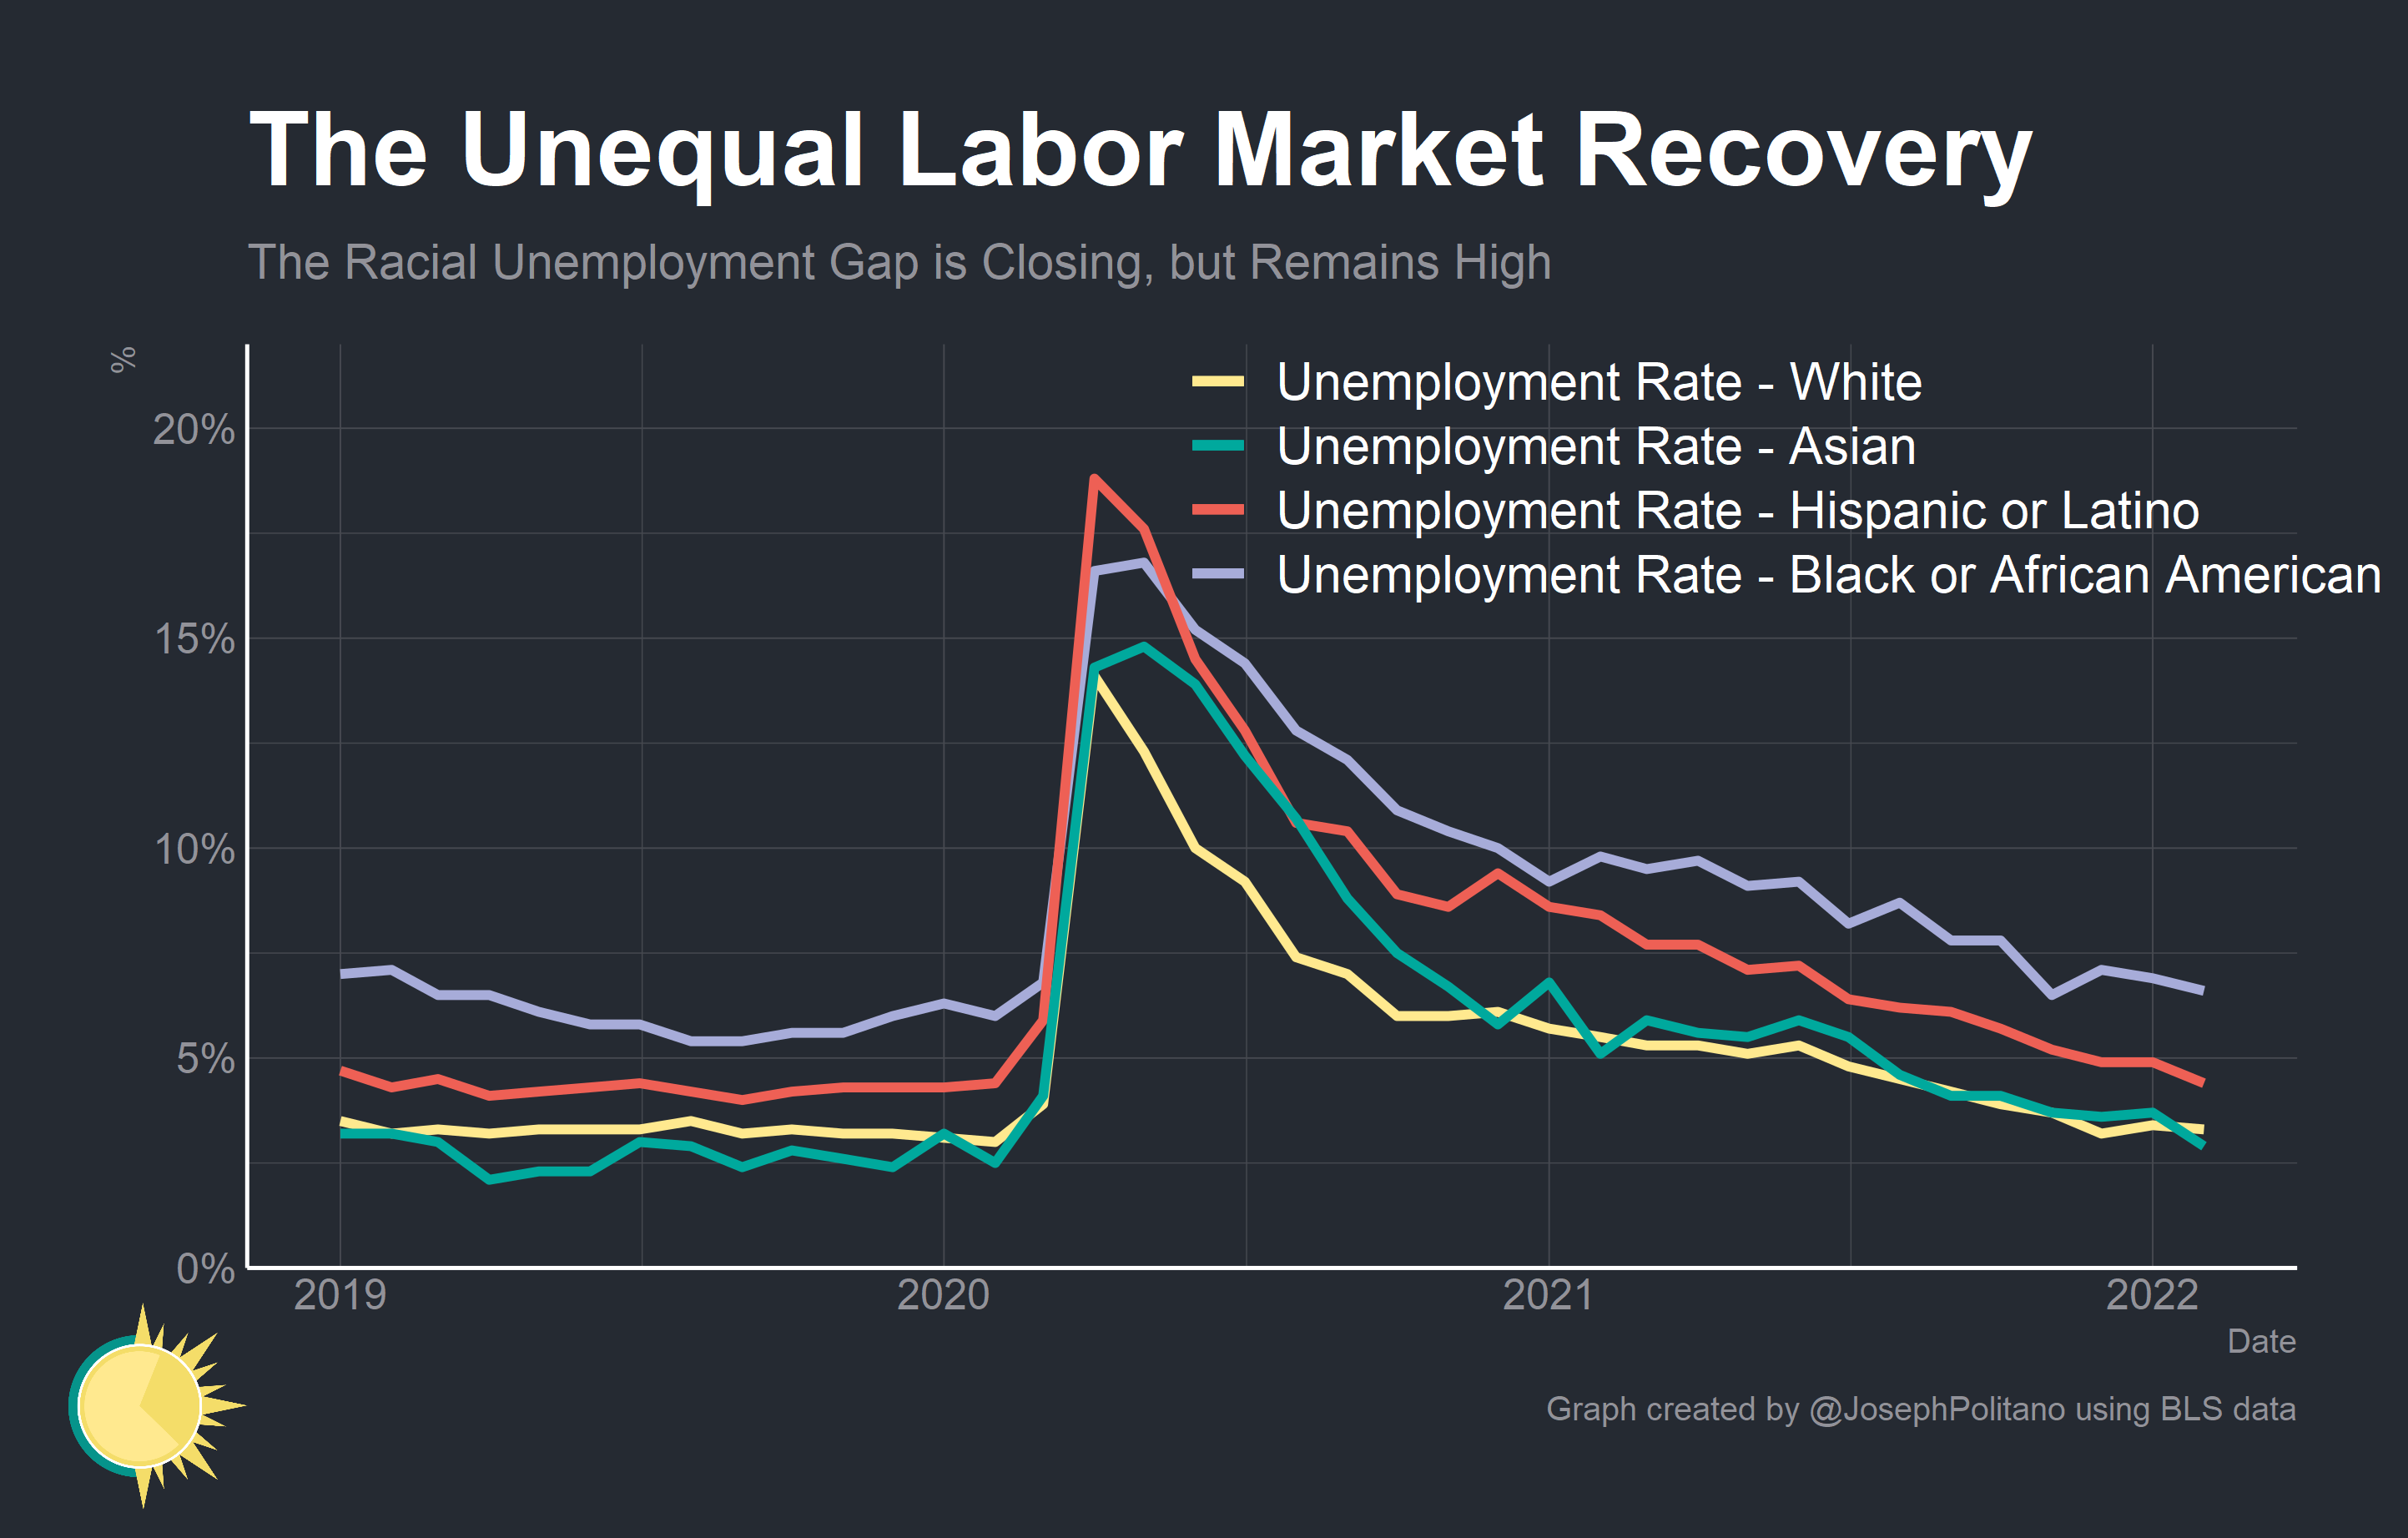 The Unequal Labor Market Recovery
The Racial Unemployment Gap is Closing, but Remains High
%
Unemployment Rate - White
Unemployment Rate - Asian
Unemployment Rate - Hispanic or Latino
Unemployment Rate - Black or African American
20%
15%
10%
5%
0%
2019 2020 2021 2022
Date
Graph created by @JosephPolitano using BLS data